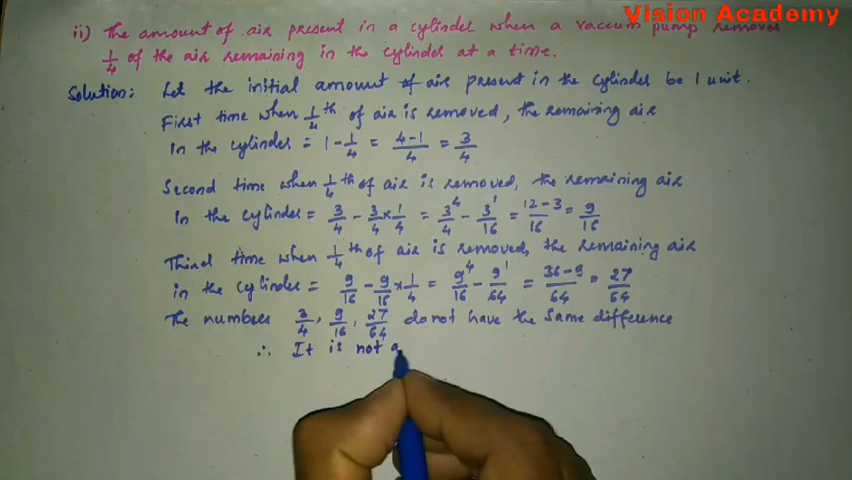 Vision Academy
ii) The amount of air present in a cylinder when a vaccum pump removes
1/4 of the air remaining in the cylinder at a time.
Solution: Let the initial amount of air present in the cylinder be 1 unit.
First time when 1/4 th of air is removed, the remaining air
in the cylinder = 1 - 1/4 = 4-1/4 = 3/4
Second time when 1/4 th of air is removed, the remaining air
in the cylinder = 3/4 - 3/4 × 1/4 = 3/4 4 - 3/16 1 = 12-3/16 = 9/16
Third time when 1/4 th of air is removed, the remaining air
in the cylinder = 9/16 - 9/16 × 1/4 = 9/16 4 - 9/64 1 = 36-9/64 = 27/64
The numbers 3/4, 9/16, 27/64 do not have the same difference
∴ It is not a